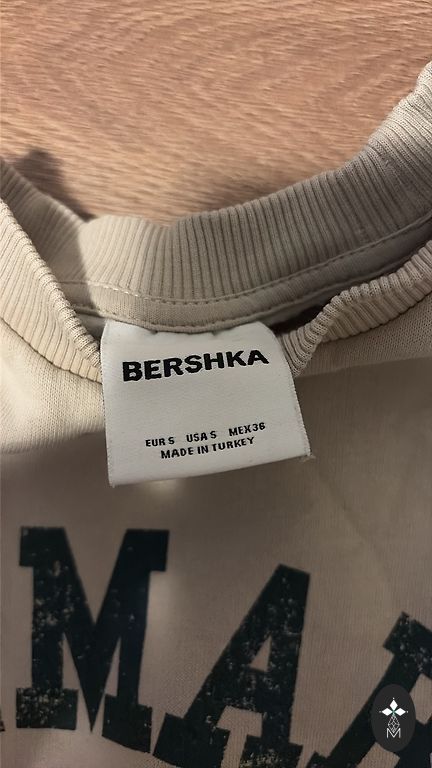 BERSHKA
EUR S USA S MEX 36
MADE IN TURKEY
MA